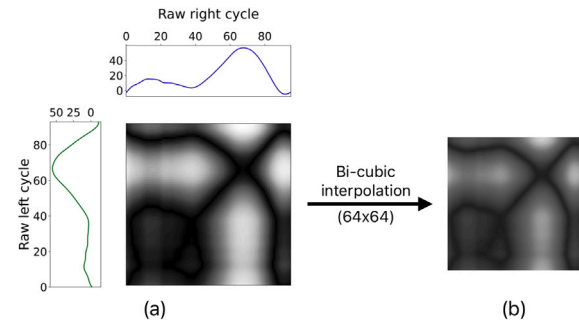 Raw right cycle
0 20 40 60 80
40
20
0
50 25 0
80
60
40
20
0
Raw left cycle
Bi-cubic
interpolation
(64x64)
(a)
(b)